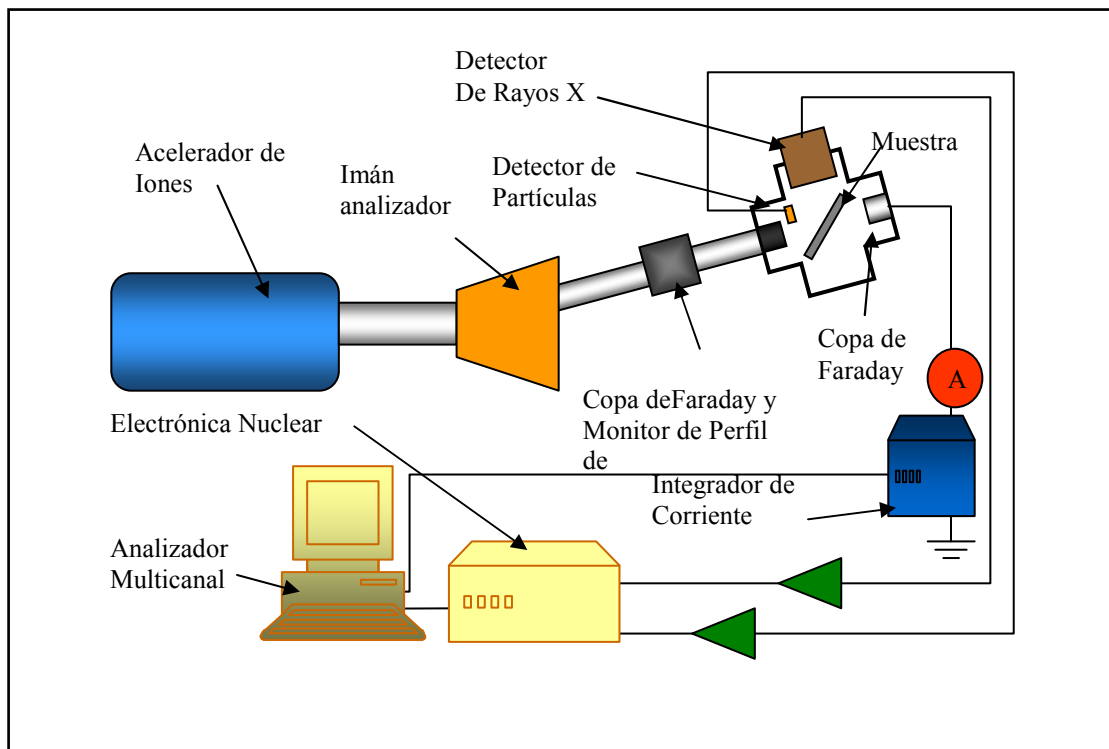 Detector
De Rayos X
Acelerador de
Iones
Imán
analizador
Detector de
Partículas
Muestra
Copa de
Faraday
A
Electrónica Nuclear
Copa deFaraday y
Monitor de Perfil
de
Integrador de
Corriente
Analizador
Multicanal